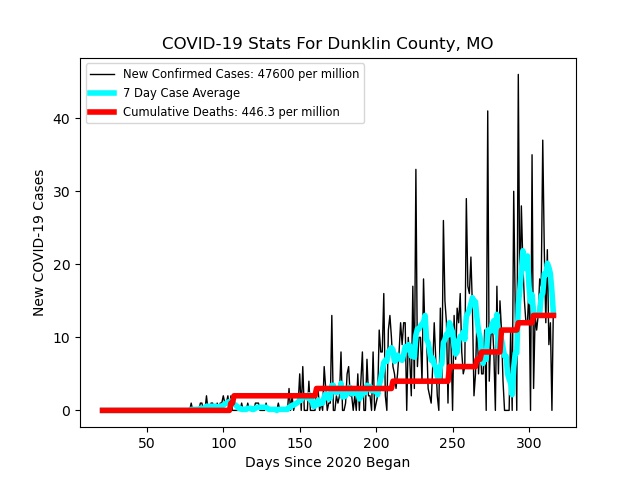 COVID-19 Stats For Dunklin County, MO
New Confirmed Cases: 47600 per million
7 Day Case Average
Cumulative Deaths: 446.3 per million
New COVID-19 Cases
40
30
20
10
0
50 100 150 200 250 300
Days Since 2020 Began